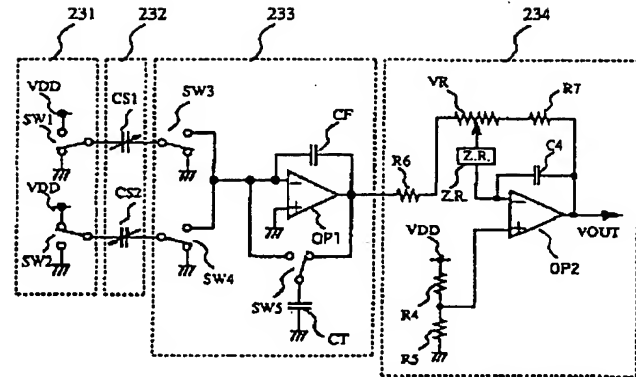 231
232
233
234
VDD
SW1
CS1
SW3
CF
VR
R7
R6
Z.R.
Z.R.
C4
VDD
SW2
CS2
SW4
OP1
SW5
CT
VDD
R4
R5
OP2
VOUT
-
+
-
+